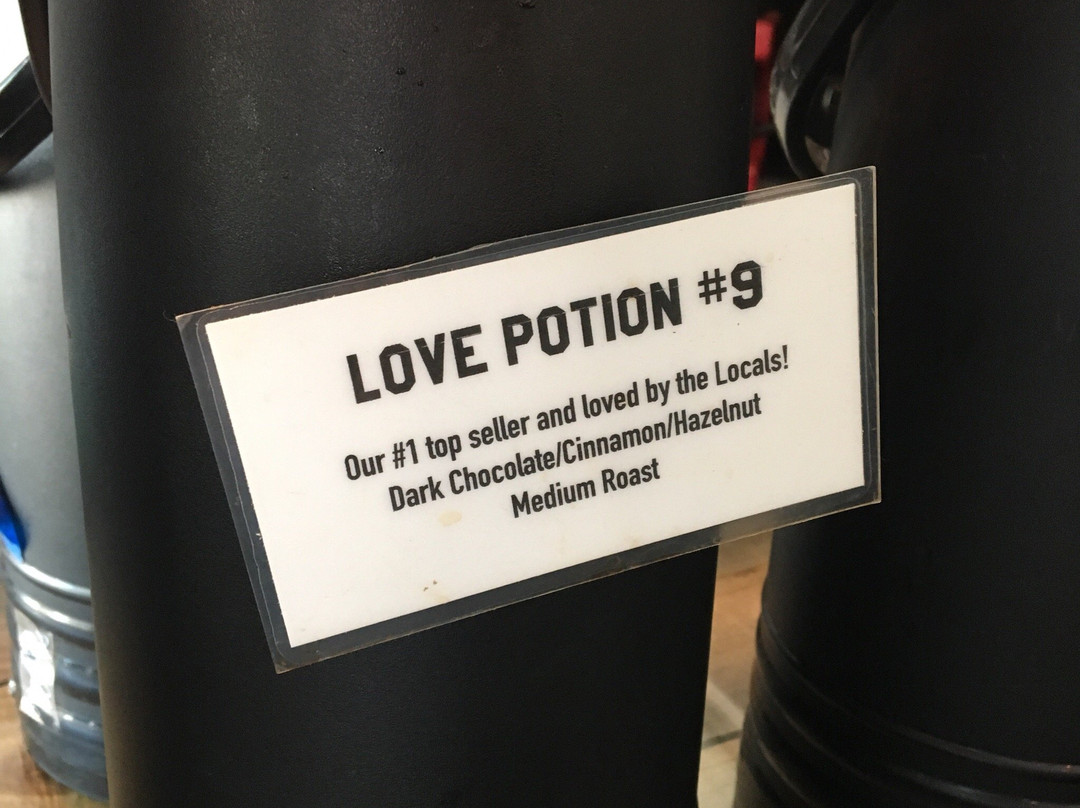 LOVE POTION #9
Our #1 top seller and loved by the Locals!
Dark Chocolate/Cinnamon/Hazelnut
Medium Roast